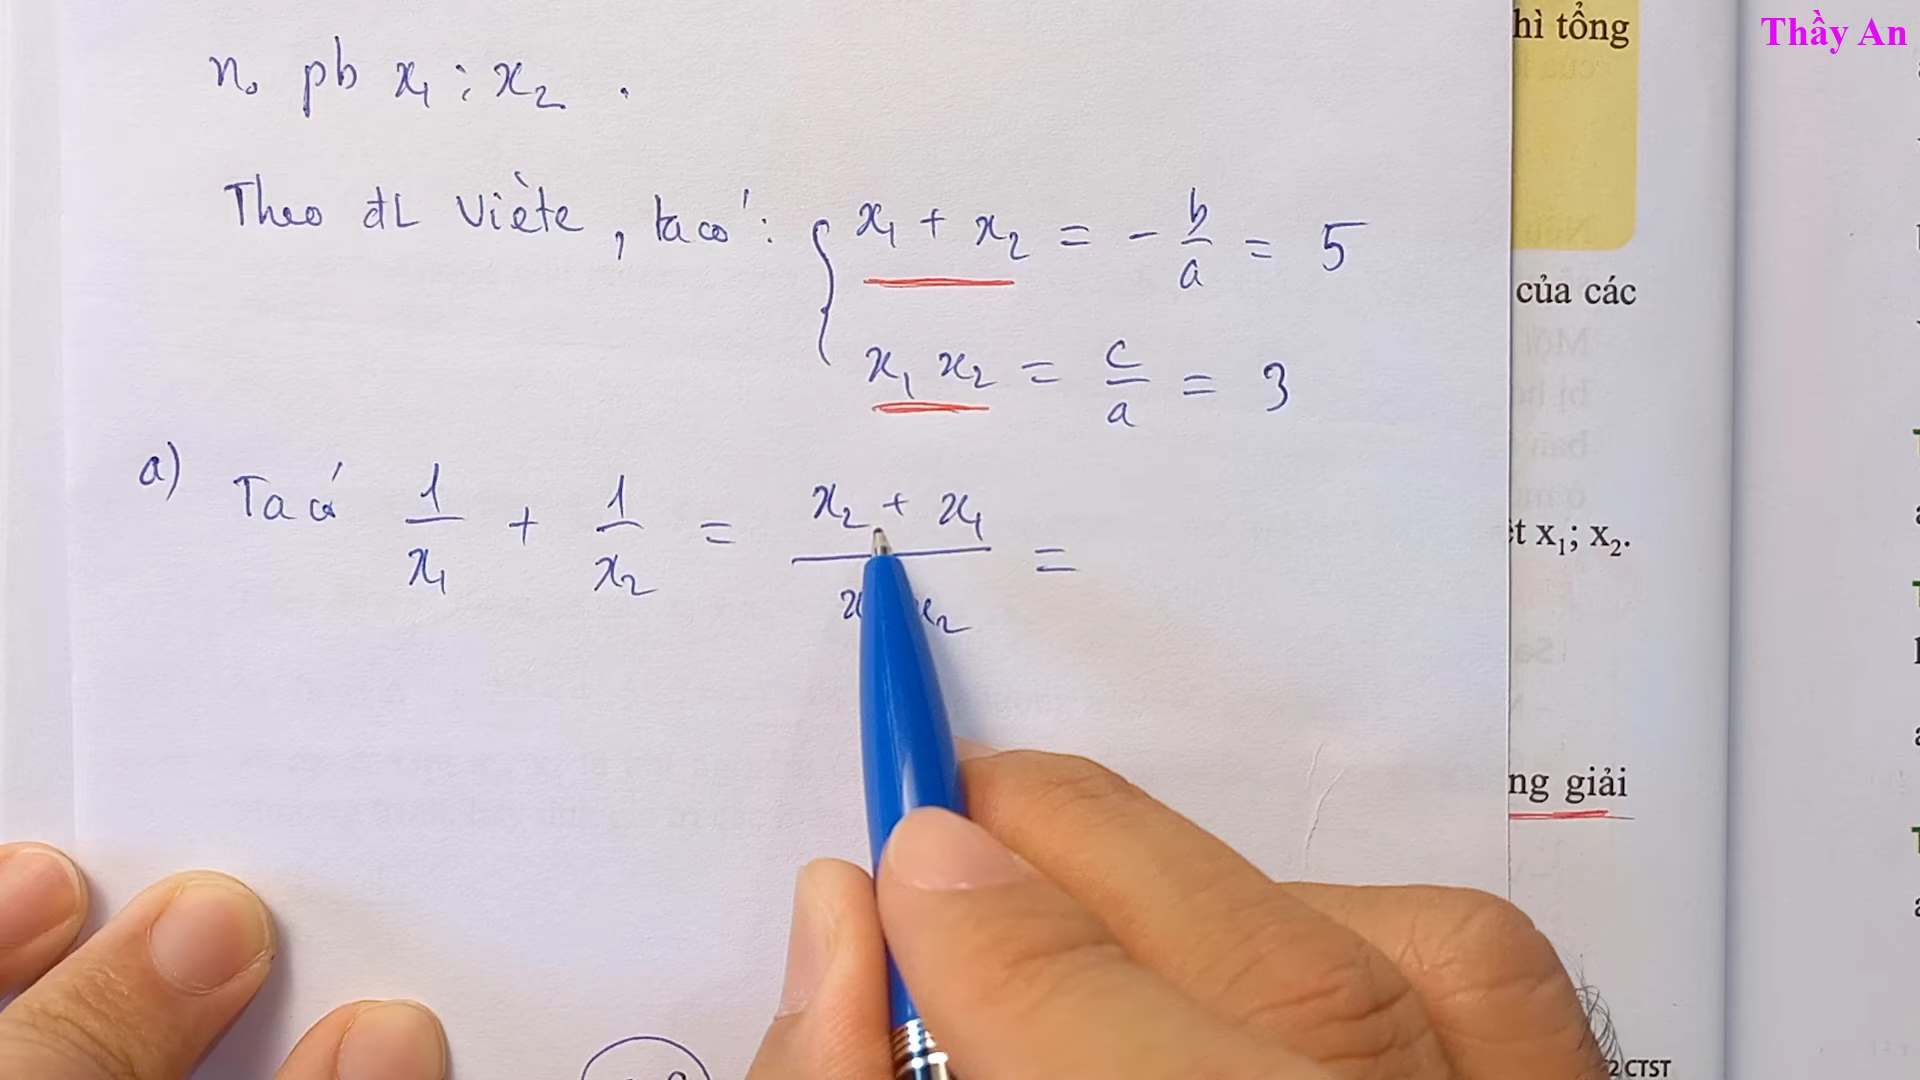 Thầy An
n₀ pb x₁ ; x₂ .
Theo đL Viète , ta có : { x₁ + x₂ = - b/a = 5
x₁ x₂ = c/a = 3
a) Ta có 1/x₁ + 1/x₂ = x₂ + x₁ / x₂ =
hì tổng
của các
t x₁; x₂.
ng giải
2 CTST